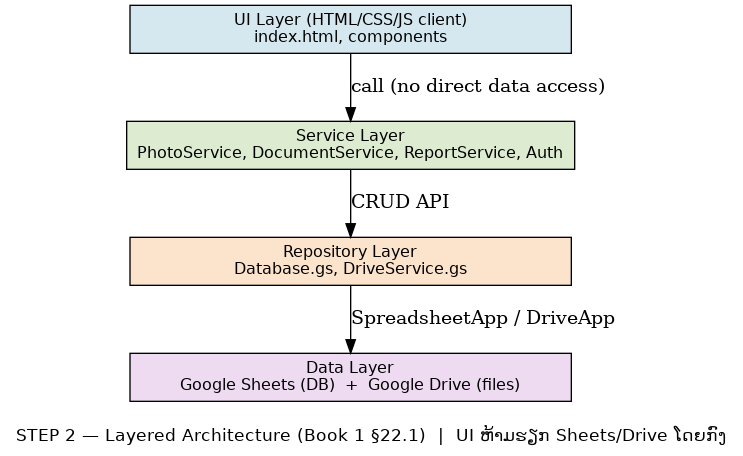 UI Layer (HTML/CSS/JS client)
index.html, components
call (no direct data access)
Service Layer
PhotoService, DocumentService, ReportService, Auth
CRUD API
Repository Layer
Database.gs, DriveService.gs
SpreadsheetApp / DriveApp
Data Layer
Google Sheets (DB)  +  Google Drive (files)
STEP 2 — Layered Architecture (Book 1 §22.1)  |  UI ຫ້າມຮຽກ Sheets/Drive ໂດຍກົງ